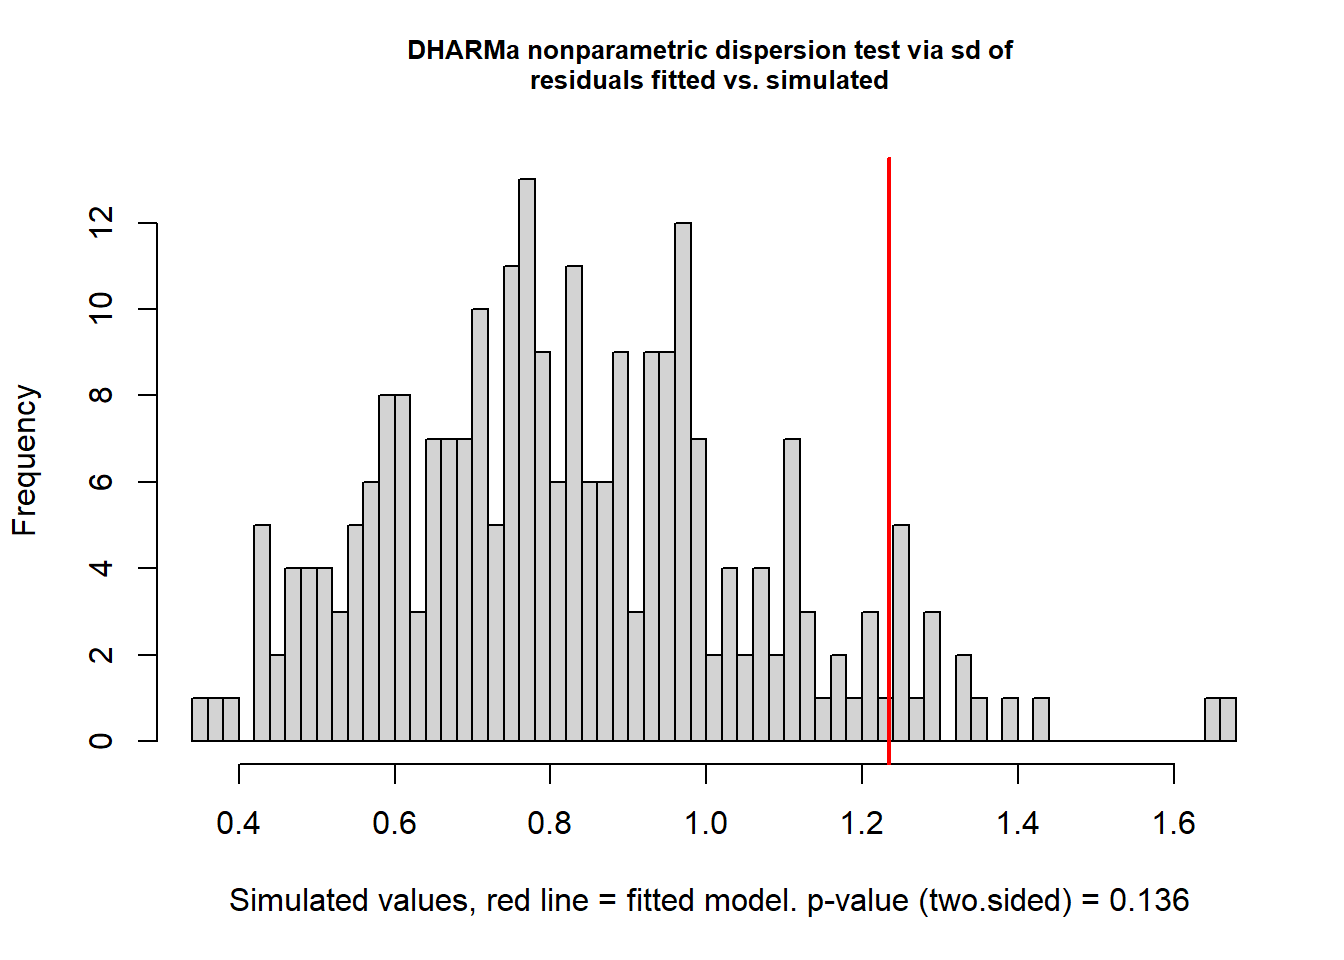 DHARMa nonparametric dispersion test via sd of
residuals fitted vs. simulated
Frequency
12
10
8
6
4
2
0
0.4 0.6 0.8 1.0 1.2 1.4 1.6
Simulated values, red line = fitted model. p-value (two.sided) = 0.136